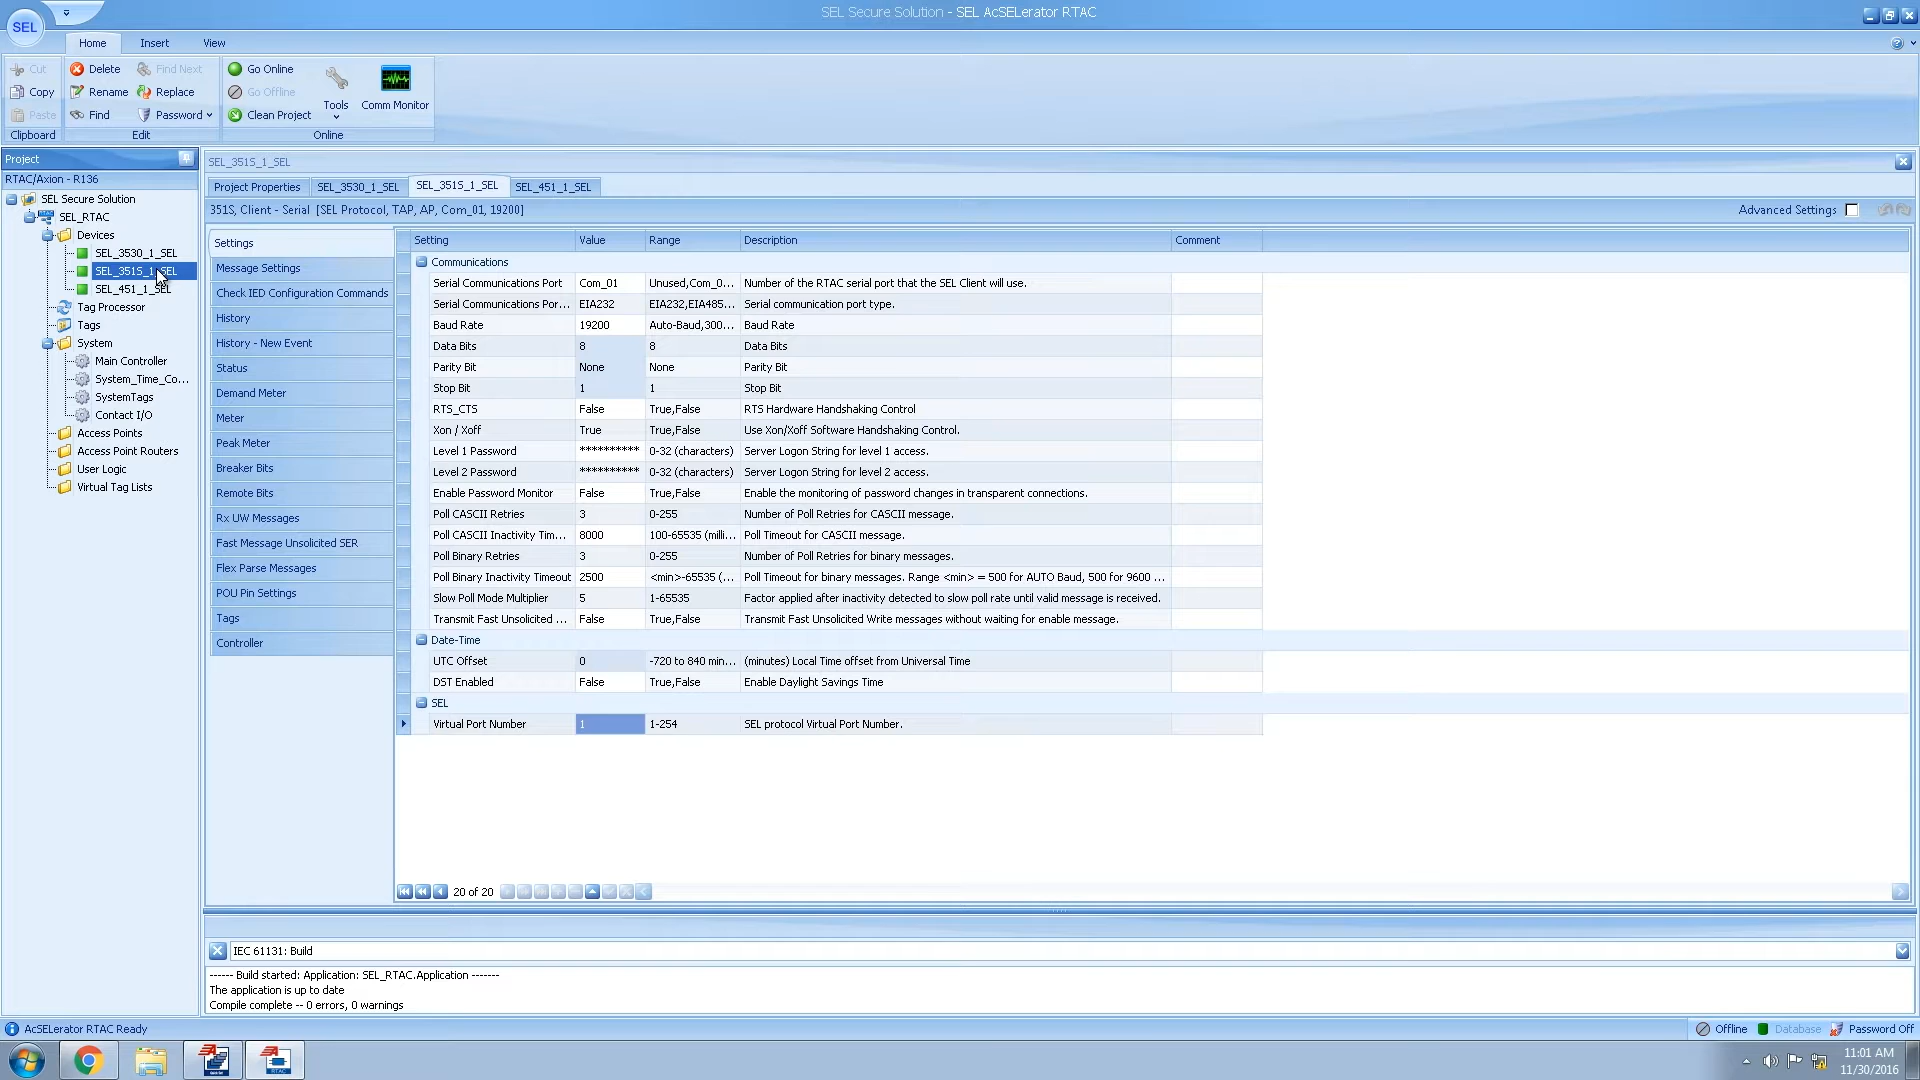 SEL Secure Solution - SEL AcSELerator RTAC
SEL
Home Insert View
Cut Delete Find Next Go Online
Copy Rename Replace Go Offline Tools Comm Monitor
Paste Find Password Clean Project
Clipboard Edit Online
Project
RTAC/Axion - R136
SEL Secure Solution
SEL_RTAC
Devices
SEL_3530_1_SEL
SEL_351S_1_SEL
SEL_451_1_SEL
Tag Processor
Tags
System
Main Controller
System_Time_Co...
SystemTags
Contact I/O
Access Points
Access Point Routers
User Logic
Virtual Tag Lists
SEL_351S_1_SEL
Project Properties SEL_3530_1_SEL SEL_351S_1_SEL SEL_451_1_SEL
351S, Client - Serial [SEL Protocol, TAP, AP, Com_01, 19200] Advanced Settings
Settings
Message Settings
Check IED Configuration Commands
History
History - New Event
Status
Demand Meter
Meter
Peak Meter
Breaker Bits
Remote Bits
Rx UW Messages
Fast Message Unsolicited SER
Flex Parse Messages
POU Pin Settings
Tags
Controller
Setting Value Range Description Comment
Communications
Serial Communications Port Com_01 Unused,Com_0... Number of the RTAC serial port that the SEL Client will use.
Serial Communications Por... EIA232 EIA232,EIA485... Serial communication port type.
Baud Rate 19200 Auto-Baud,300... Baud Rate
Data Bits 8 8 Data Bits
Parity Bit None None Parity Bit
Stop Bit 1 1 Stop Bit
RTS_CTS False True,False RTS Hardware Handshaking Control
Xon / Xoff True True,False Use Xon/Xoff Software Handshaking Control.
Level 1 Password ********** 0-32 (characters) Server Logon String for level 1 access.
Level 2 Password ********** 0-32 (characters) Server Logon String for level 2 access.
Enable Password Monitor False True,False Enable the monitoring of password changes in transparent connections.
Poll CASCII Retries 3 0-255 Number of Poll Retries for CASCII message.
Poll CASCII Inactivity Tim... 8000 100-65535 (milli... Poll Timeout for CASCII message.
Poll Binary Retries 3 0-255 Number of Poll Retries for binary messages.
Poll Binary Inactivity Timeout 2500 <min>-65535 (... Poll Timeout for binary messages. Range <min> = 500 for AUTO Baud, 500 for 9600 ...
Slow Poll Mode Multiplier 5 1-65535 Factor applied after inactivity detected to slow poll rate until valid message is received.
Transmit Fast Unsolicited ... False True,False Transmit Fast Unsolicited Write messages without waiting for enable message.
Date-Time
UTC Offset 0 -720 to 840 min... (minutes) Local Time offset from Universal Time
DST Enabled False True,False Enable Daylight Savings Time
SEL
Virtual Port Number 1 1-254 SEL protocol Virtual Port Number.
20 of 20
IEC 61131: Build
------ Build started: Application: SEL_RTAC.Application -------
The application is up to date
Compile complete -- 0 errors, 0 warnings
AcSELerator RTAC Ready Offline Database Password Off
11:01 AM
11/30/2016